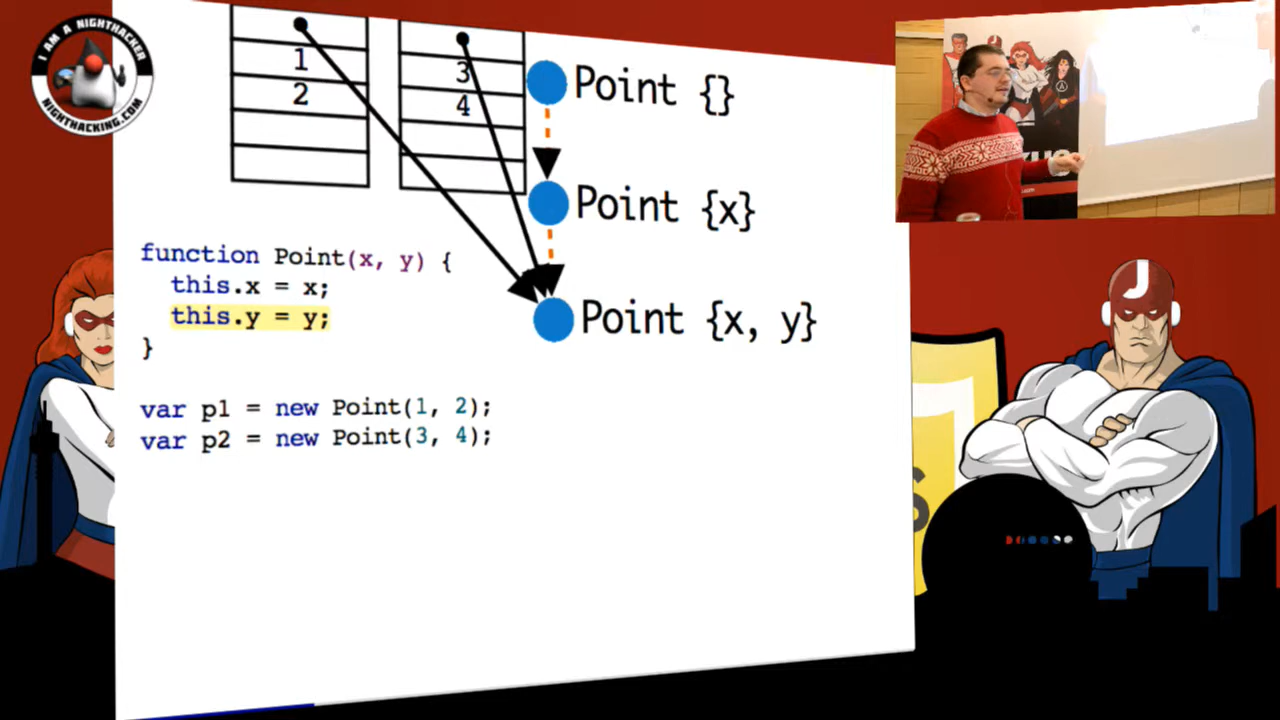 I AM A NIGHTHACKER
NIGHTHACKING.COM
1
2
3
4
Point {}
Point {x}
Point {x, y}
function Point(x, y) {
this.x = x;
this.y = y;
}
var p1 = new Point(1, 2);
var p2 = new Point(3, 4);
J
S